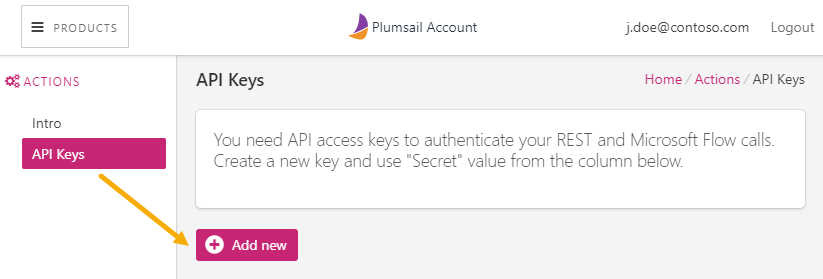 PRODUCTS
Plumsail Account
j.doe@contoso.com
Logout
ACTIONS
Intro
API Keys
API Keys
Home / Actions / API Keys
You need API access keys to authenticate your REST and Microsoft Flow calls.
Create a new key and use "Secret" value from the column below.
Add new